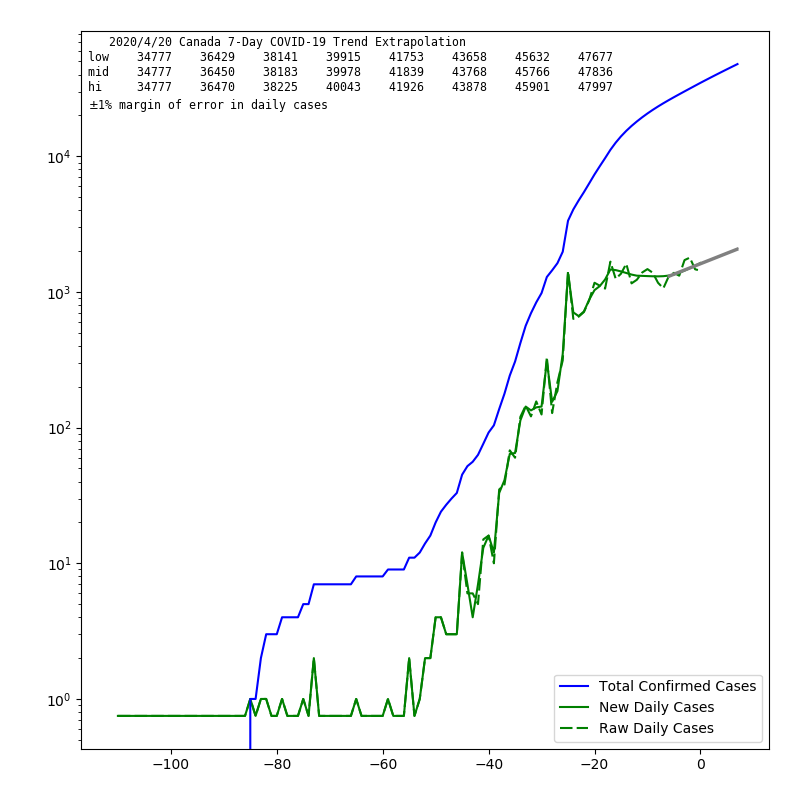 2020/4/20 Canada 7-Day COVID-19 Trend Extrapolation
low 34777 36429 38141 39915 41753 43658 45632 47677
mid 34777 36450 38183 39978 41839 43768 45766 47836
hi 34777 36470 38225 40043 41926 43878 45901 47997
±1% margin of error in daily cases
10⁴
10³
10²
10¹
10⁰
Total Confirmed Cases
New Daily Cases
Raw Daily Cases
−100 −80 −60 −40 −20 0